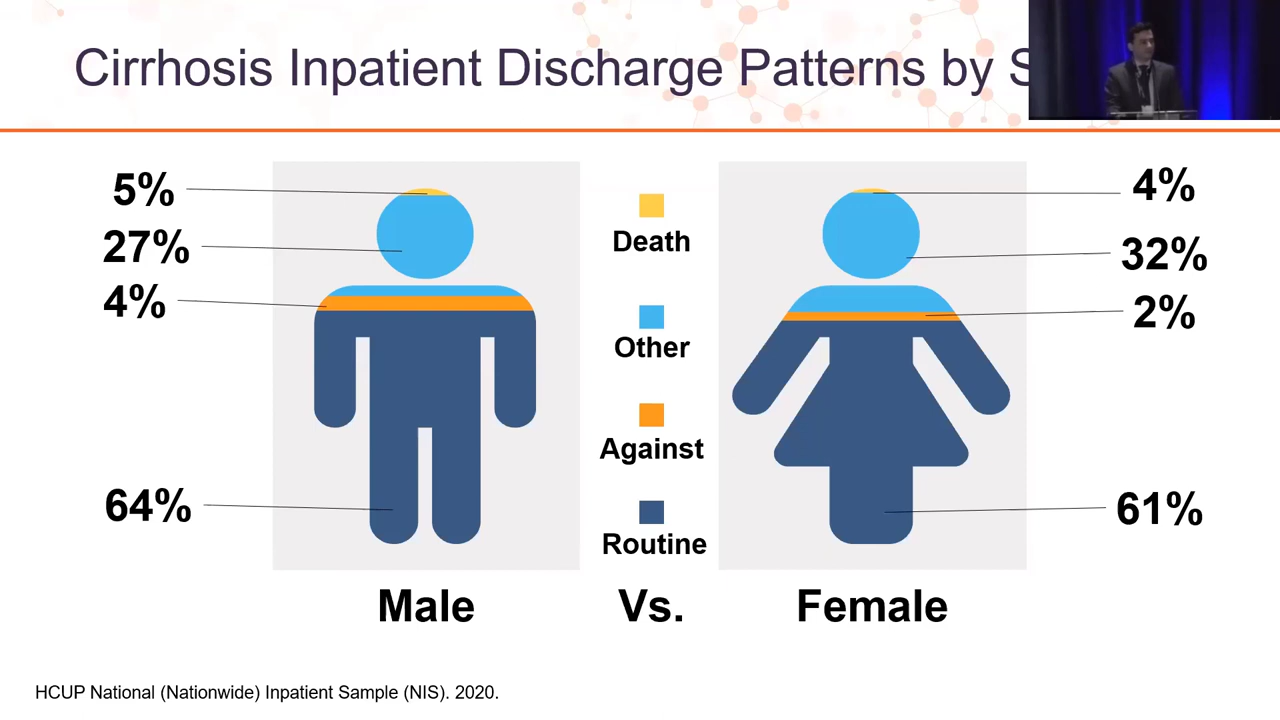 Cirrhosis Inpatient Discharge Patterns by
5%
27%
4%
64%
Death
Other
Against
Routine
4%
32%
2%
61%
Male
Vs.
Female
HCUP National (Nationwide) Inpatient Sample (NIS). 2020.